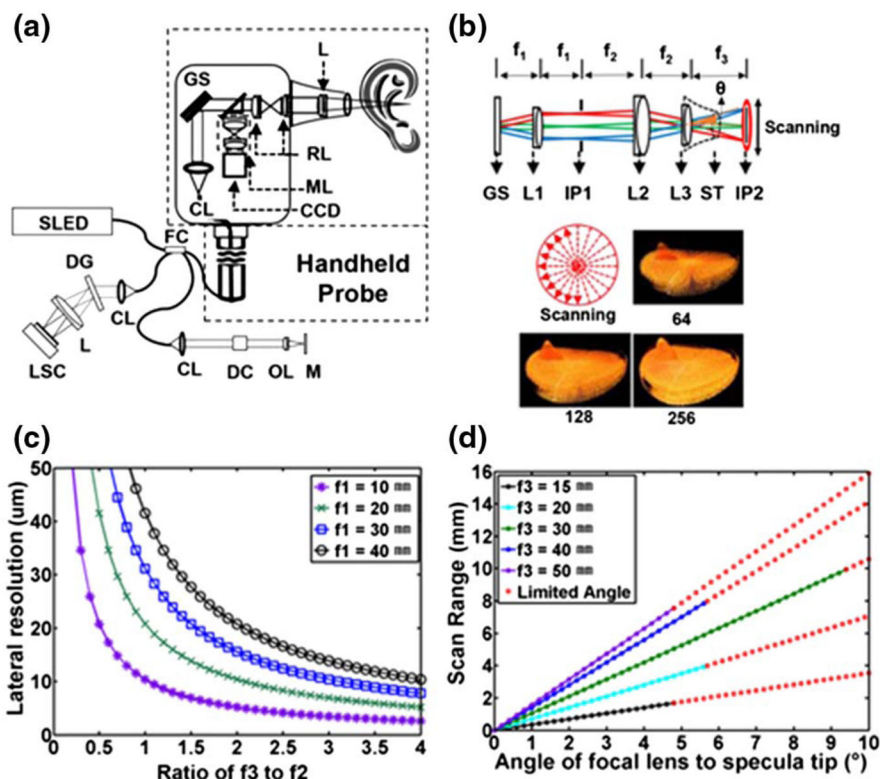 (a)
L
GS
RL
ML
CCD
CL
SLED
FC
DG
CL
Handheld
Probe
L
LSC
CL
DC
OL
M
(b)
f1 f1 f2 f2 f3
θ
Scanning
GS L1 IP1 L2 L3 ST IP2
Scanning
64
128
256
(c)
50
40
30
20
10
0
0 0.5 1 1.5 2 2.5 3 3.5 4
Lateral resolution (um)
Ratio of f3 to f2
f1 = 10 mm
f1 = 20 mm
f1 = 30 mm
f1 = 40 mm
(d)
16
14
12
10
8
6
4
2
0
0 1 2 3 4 5 6 7 8 9 10
Scan Range (mm)
Angle of focal lens to specula tip (°)
f3 = 15 mm
f3 = 20 mm
f3 = 30 mm
f3 = 40 mm
f3 = 50 mm
Limited Angle